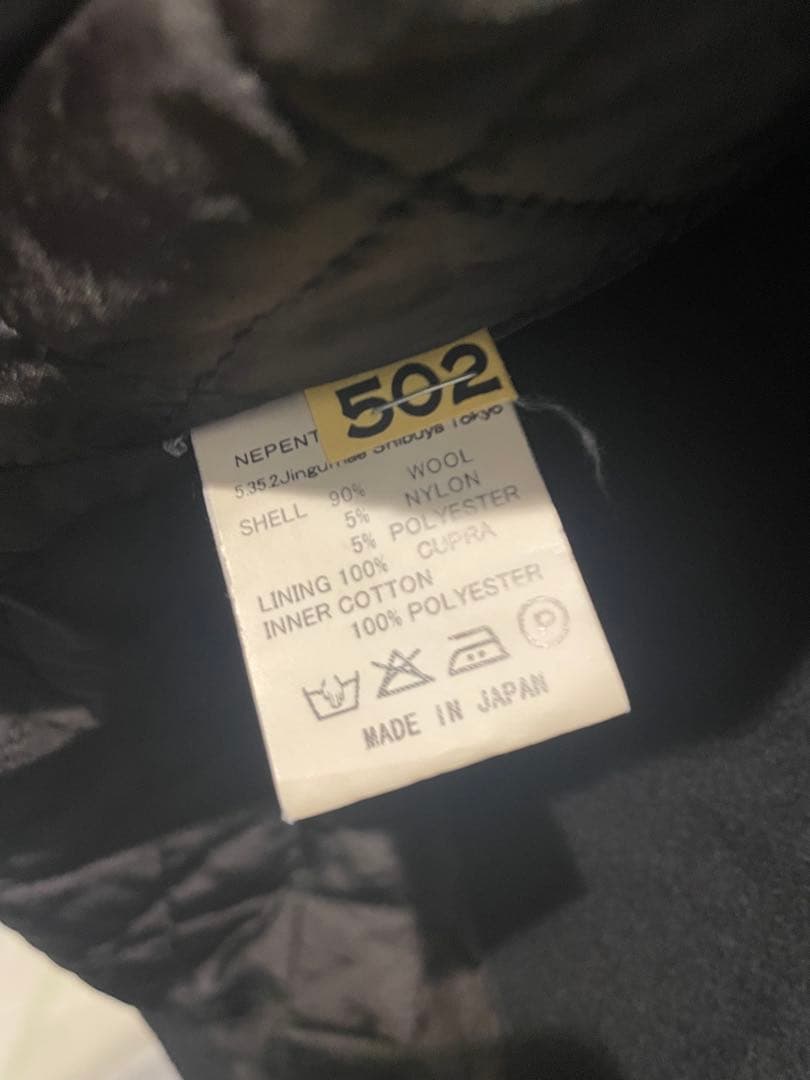 502
NEPENT
5.35.2Jingumae Shibuya Tokyo
SHELL 90% WOOL
5% NYLON
5% POLYESTER
LINING 100% CUPRA
INNER COTTON
100% POLYESTER
P
MADE IN JAPAN